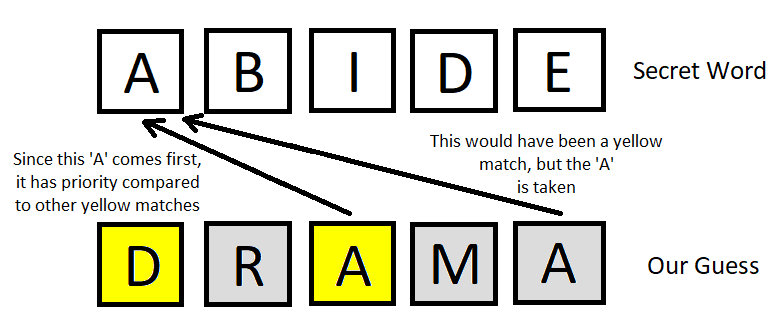 A B I D E Secret Word
Since this 'A' comes first,
it has priority compared
to other yellow matches
This would have been a yellow
match, but the 'A'
is taken
D R A M A Our Guess